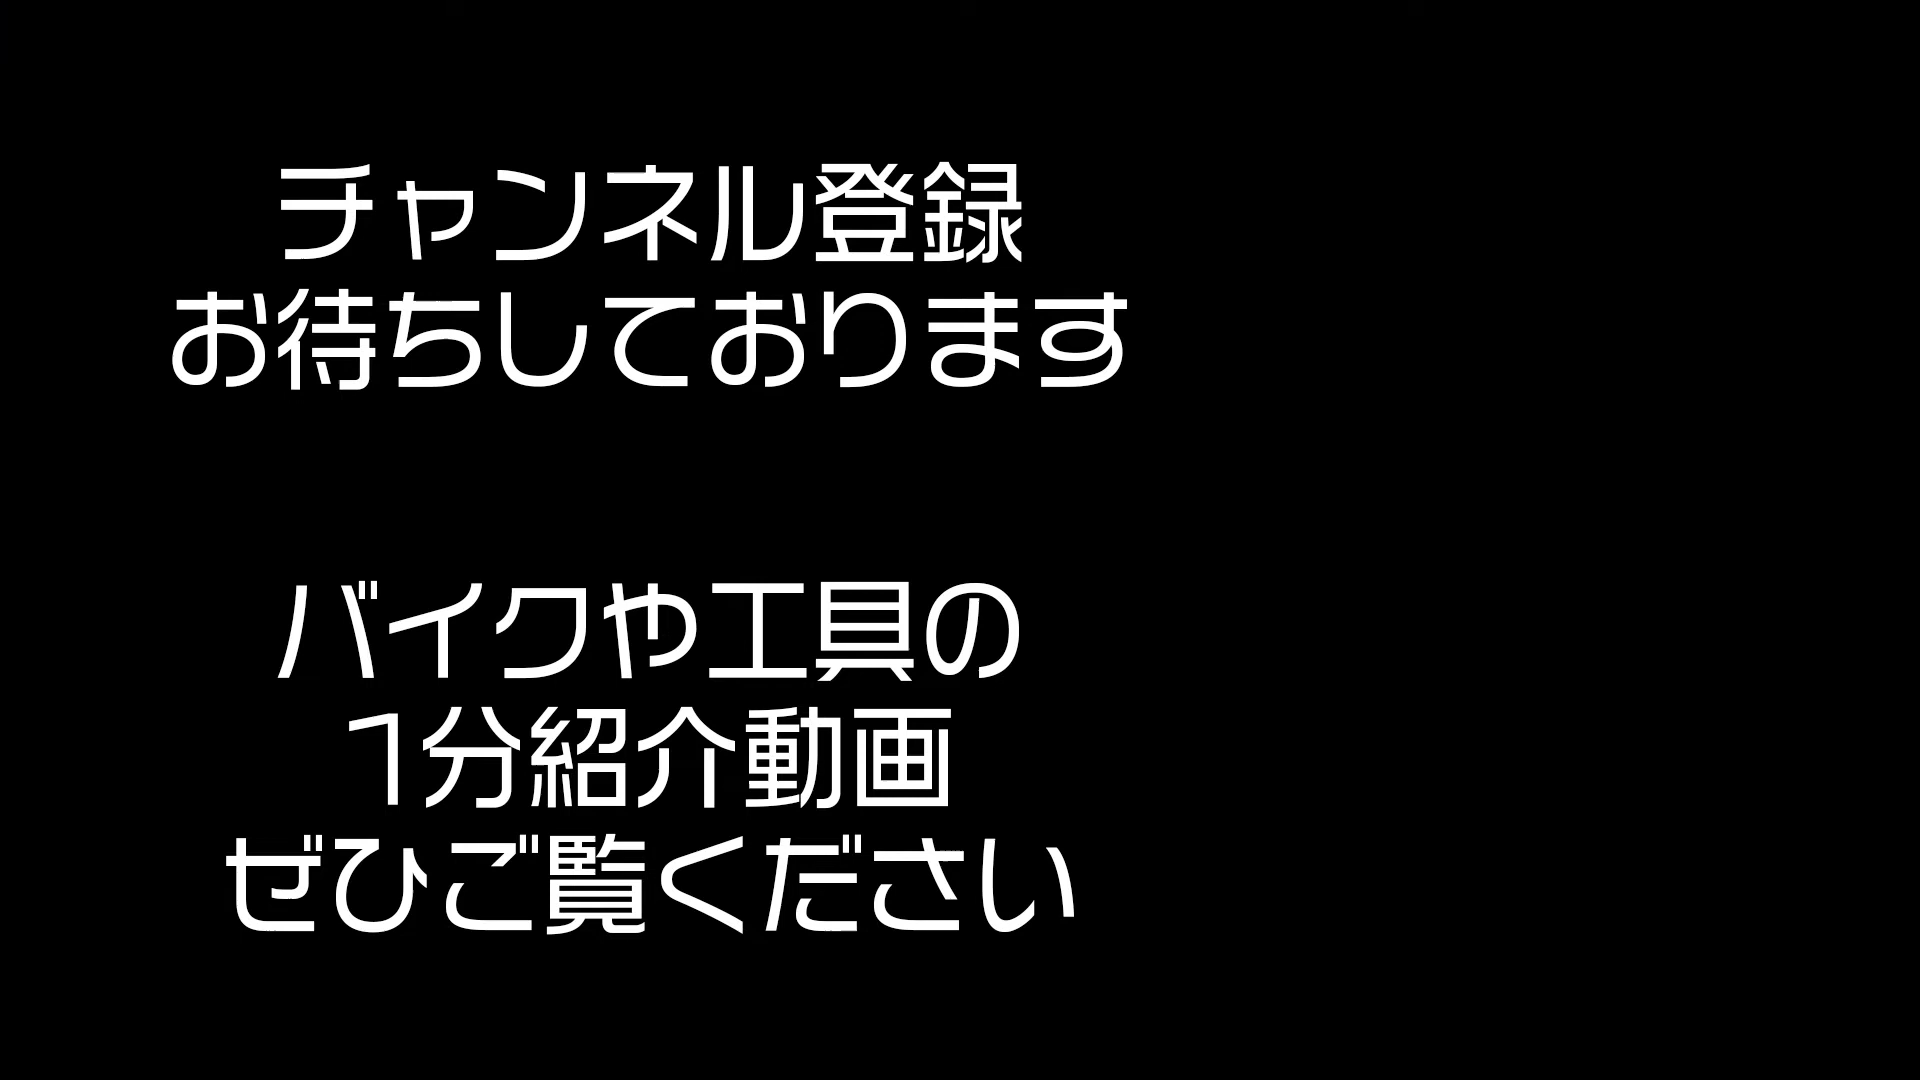 チャンネル登録
お待ちしております
バイクや工具の
1分紹介動画
ぜひご覧ください